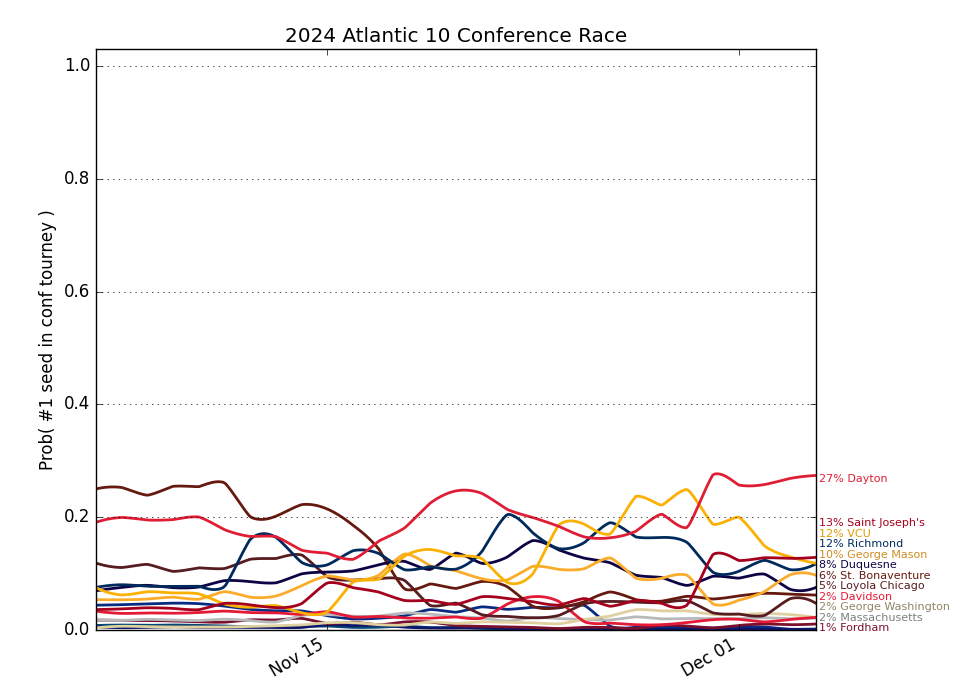 2024 Atlantic 10 Conference Race
Prob( #1 seed in conf tourney )
1.0
0.8
0.6
0.4
0.2
0.0
Nov 15
Dec 01
27% Dayton
13% Saint Joseph's
12% VCU
12% Richmond
10% George Mason
8% Duquesne
6% St. Bonaventure
5% Loyola Chicago
2% Davidson
2% George Washington
2% Massachusetts
1% Fordham